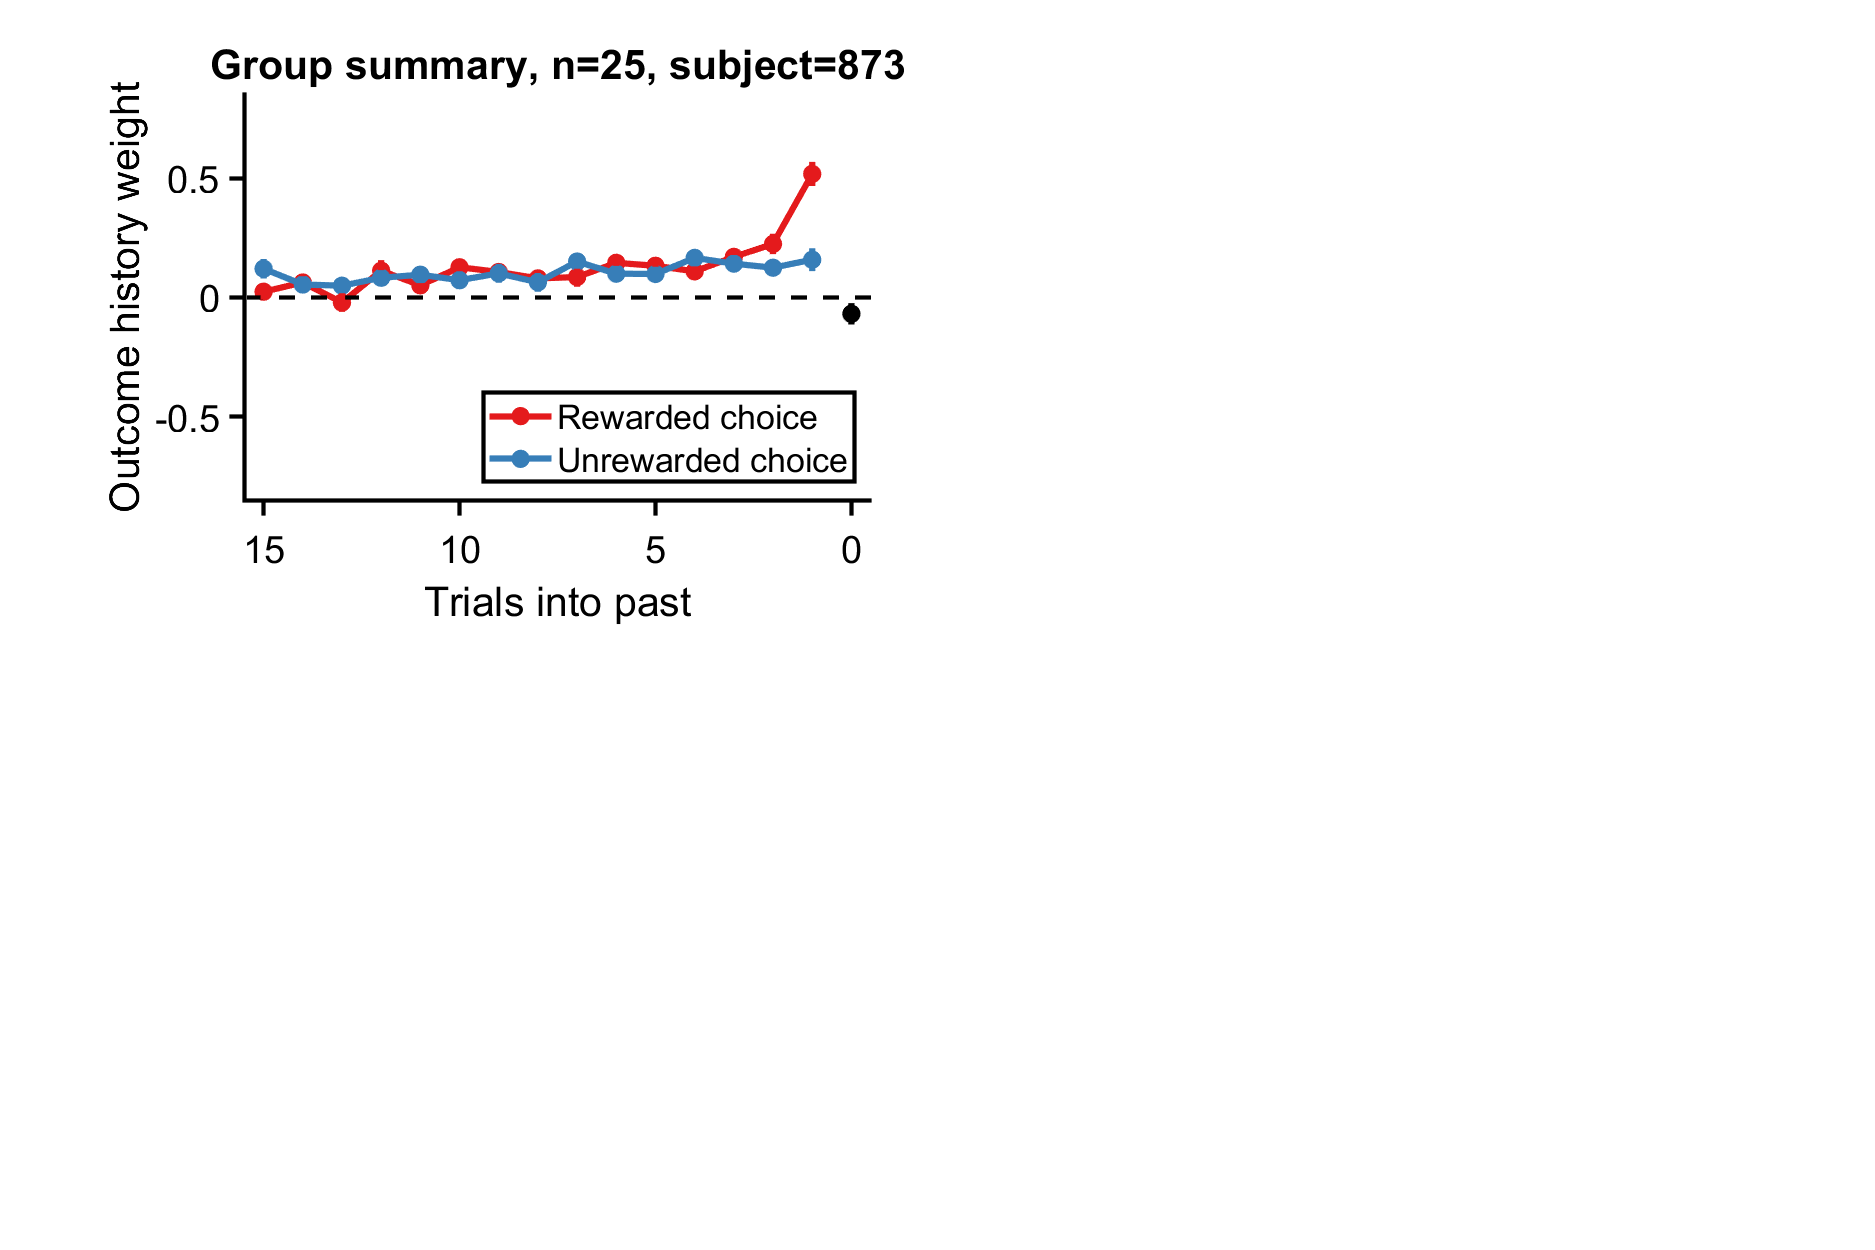 Group summary, n=25, subject=873
Outcome history weight
0.5
0
-0.5
Rewarded choice
Unrewarded choice
15 10 5 0
Trials into past